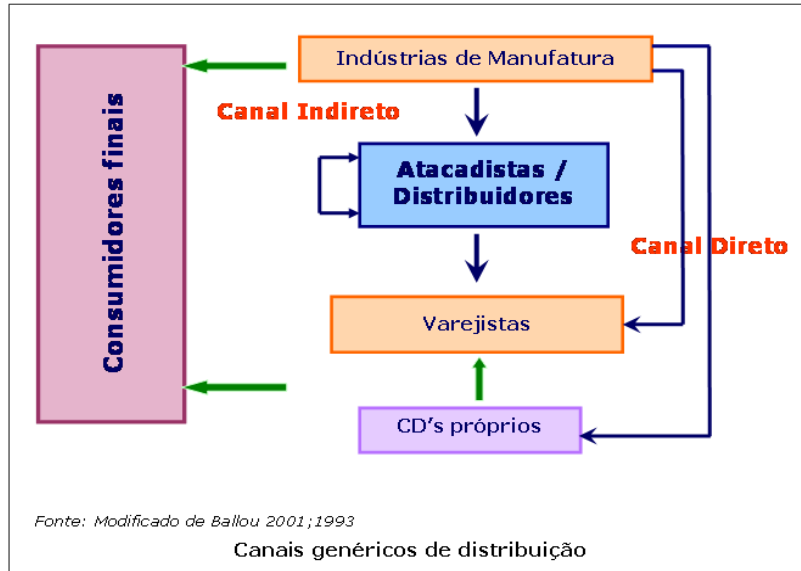 Indústrias de Manufatura
Canal Indireto
Consumidores finais
Atacadistas /
Distribuidores
Canal Direto
Varejistas
CD's próprios
Fonte: Modificado de Ballou 2001;1993
Canais genéricos de distribuição